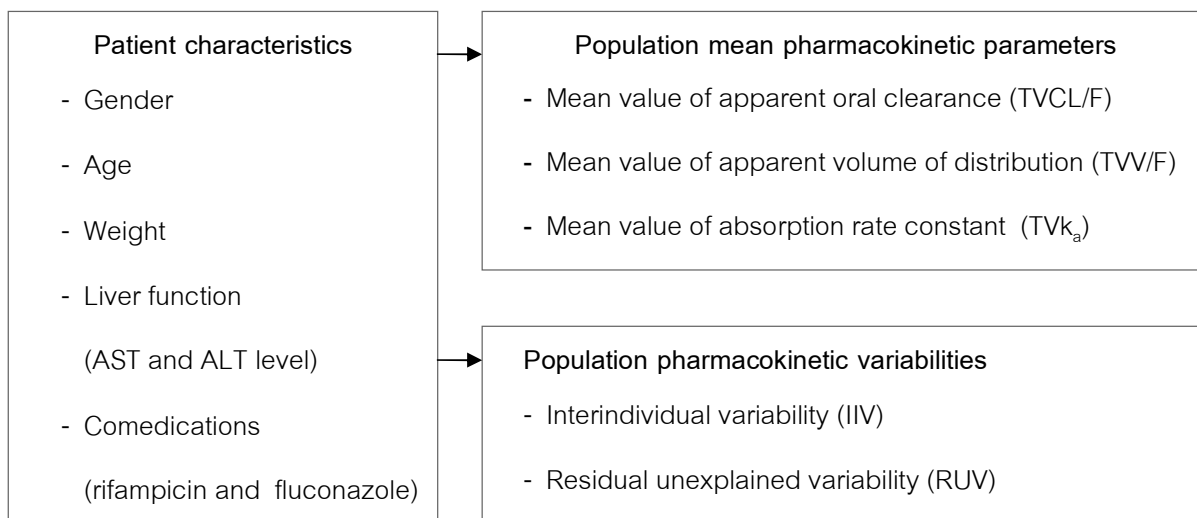 Patient characteristics
- Gender
- Age
- Weight
- Liver function
(AST and ALT level)
- Comedications
(rifampicin and fluconazole)
Population mean pharmacokinetic parameters
- Mean value of apparent oral clearance (TVCL/F)
- Mean value of apparent volume of distribution (TVV/F)
- Mean value of absorption rate constant (TVkₐ)
Population pharmacokinetic variabilities
- Interindividual variability (IIV)
- Residual unexplained variability (RUV)